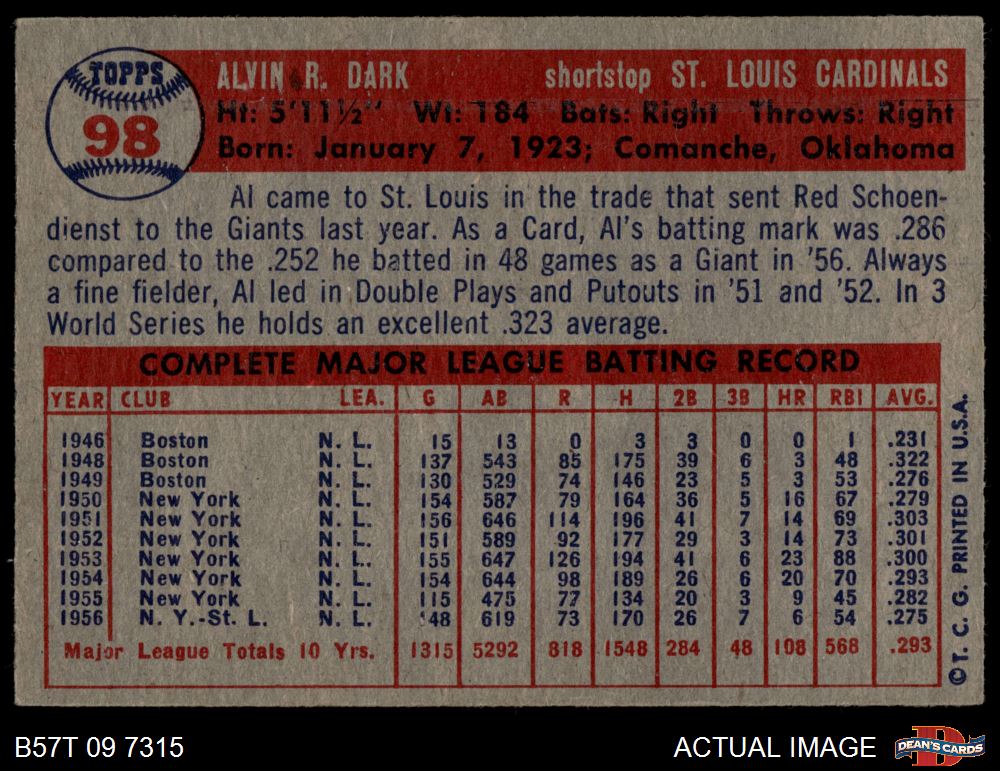 TOPPS
98
ALVIN R. DARK shortstop ST. LOUIS CARDINALS
Ht: 5'11½" Wt: 184 Bats: Right Throws: Right
Born: January 7, 1923; Comanche, Oklahoma
Al came to St. Louis in the trade that sent Red Schoen-
dienst to the Giants last year. As a Card, Al's batting mark was .286
compared to the .252 he batted in 48 games as a Giant in '56. Always
a fine fielder, Al led in Double Plays and Putouts in '51 and '52. In 3
World Series he holds an excellent .323 average.
COMPLETE MAJOR LEAGUE BATTING RECORD
YEAR CLUB LEA. G AB R H 2B 3B HR RBI AVG.
1946 Boston N. L. 15 13 0 3 3 0 0 1 .231
1948 Boston N. L. 137 543 85 175 39 6 3 48 .322
1949 Boston N. L. 130 529 74 146 23 5 3 53 .276
1950 New York N. L. 154 587 79 164 36 5 16 67 .279
1951 New York N. L. 156 646 114 196 41 7 14 69 .303
1952 New York N. L. 151 589 92 177 29 3 14 73 .301
1953 New York N. L. 155 647 126 194 41 6 23 88 .300
1954 New York N. L. 154 644 98 189 26 6 20 70 .293
1955 New York N. L. 115 475 77 134 20 3 9 45 .282
1956 N. Y.-St. L. N. L. 148 619 73 170 26 7 6 54 .275
Major League Totals 10 Yrs. 1315 5292 818 1548 284 48 108 568 .293
©T. C. G. PRINTED IN U.S.A.
B57T 09 7315 ACTUAL IMAGE
DEAN'S CARDS